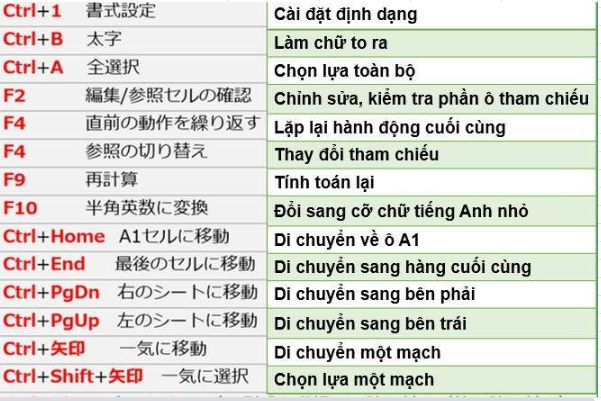 Ctrl+1 書式設定 Cài đặt định dạng
Ctrl+B 太字 Làm chữ to ra
Ctrl+A 全選択 Chọn lựa toàn bộ
F2 編集/参照セルの確認 Chỉnh sửa, kiểm tra phần ô tham chiếu
F4 直前の動作を繰り返す Lặp lại hành động cuối cùng
F4 参照の切り替え Thay đổi tham chiếu
F9 再計算 Tính toán lại
F10 半角英数に変換 Đổi sang cỡ chữ tiếng Anh nhỏ
Ctrl+Home A1セルに移動 Di chuyển về ô A1
Ctrl+End 最後のセルに移動 Di chuyển sang hàng cuối cùng
Ctrl+PgDn 右のシートに移動 Di chuyển sang bên phải
Ctrl+PgUp 左のシートに移動 Di chuyển sang bên trái
Ctrl+矢印 一気に移動 Di chuyển một mạch
Ctrl+Shift+矢印 一気に選択 Chọn lựa một mạch